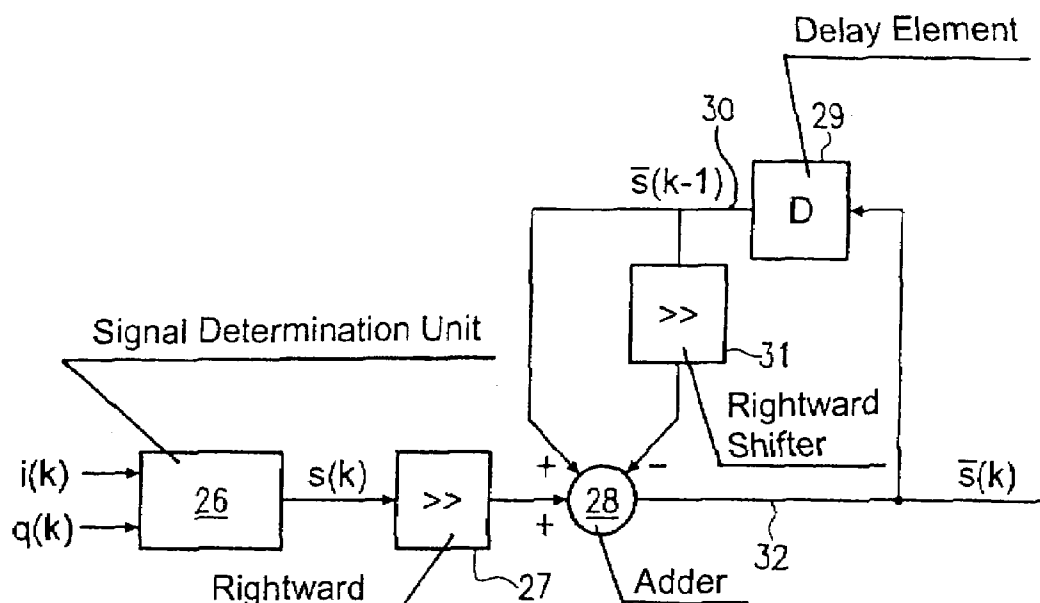 Delay Element
30
29
s̅(k-1)
D
Signal Determination Unit
>>
31
Rightward
Shifter
i(k)
q(k)
26
s(k)
>>
+
+
−
28
s̅(k)
32
27
Rightward
Adder